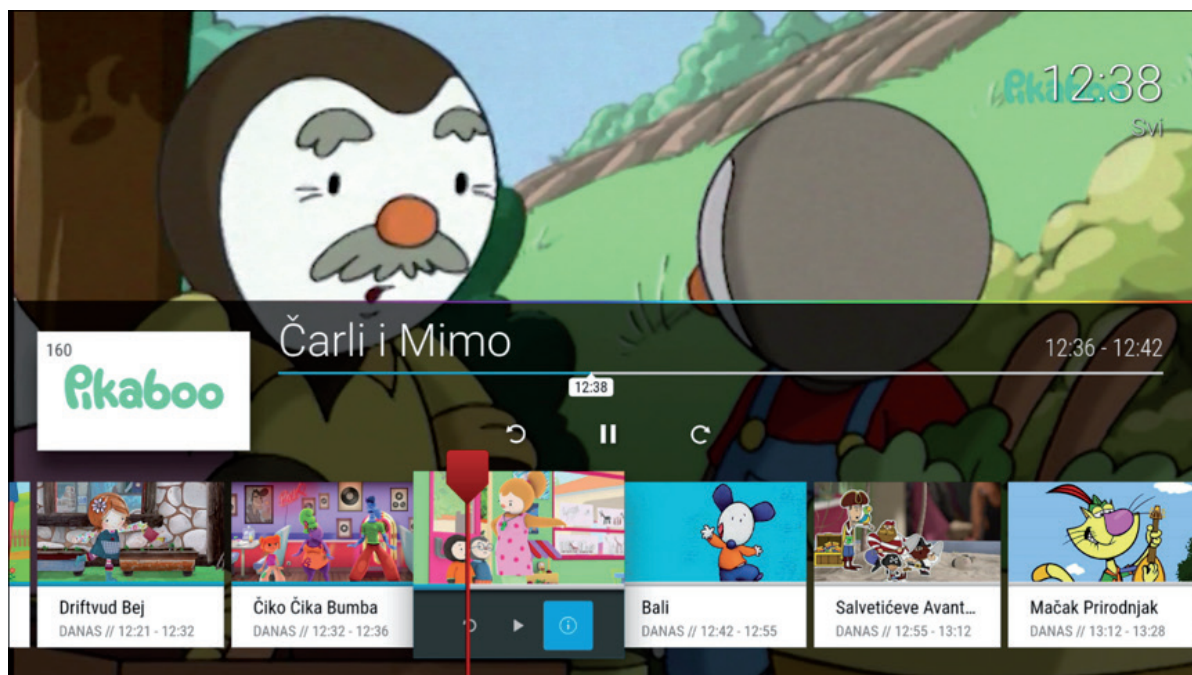 Pikaboo
12:38
Svi
160
Pikaboo
Čarli i Mimo
12:36 - 12:42
12:38
Driftvud Bej
DANAS // 12:21 - 12:32
Čiko Čika Bumba
DANAS // 12:32 - 12:36
Bali
DANAS // 12:42 - 12:55
Salvetićeve Avant...
DANAS // 12:55 - 13:12
Mačak Prirodnjak
DANAS // 13:12 - 13:28